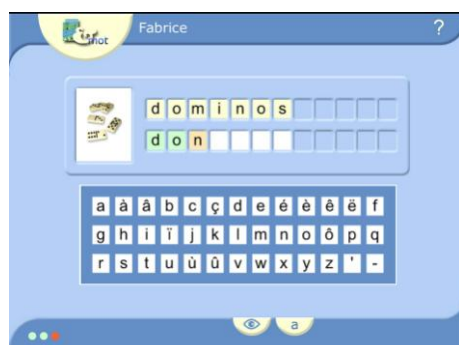 Fabrice ?
mot
d o m i n o s
d o n
a à â b c ç d e é è ê ë f
g h i ï j k l m n o ô p q
r s t u ù û v w x y z ' -
a